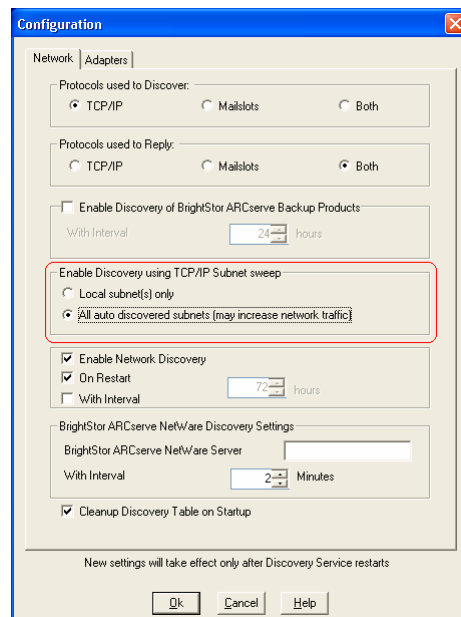 Configuration
Network Adapters
Protocols used to Discover:
TCP/IP Mailslots Both
Protocols used to Reply:
TCP/IP Mailslots Both
Enable Discovery of BrightStor ARCserve Backup Products
With Interval 24 hours
Enable Discovery using TCP/IP Subnet sweep
Local subnet(s) only
All auto discovered subnets (may increase network traffic)
Enable Network Discovery
On Restart
72 hours
With Interval
BrightStor ARCserve NetWare Discovery Settings
BrightStor ARCserve NetWare Server
With Interval 2 Minutes
Cleanup Discovery Table on Startup
New settings will take effect only after Discovery Service restarts
Ok Cancel Help